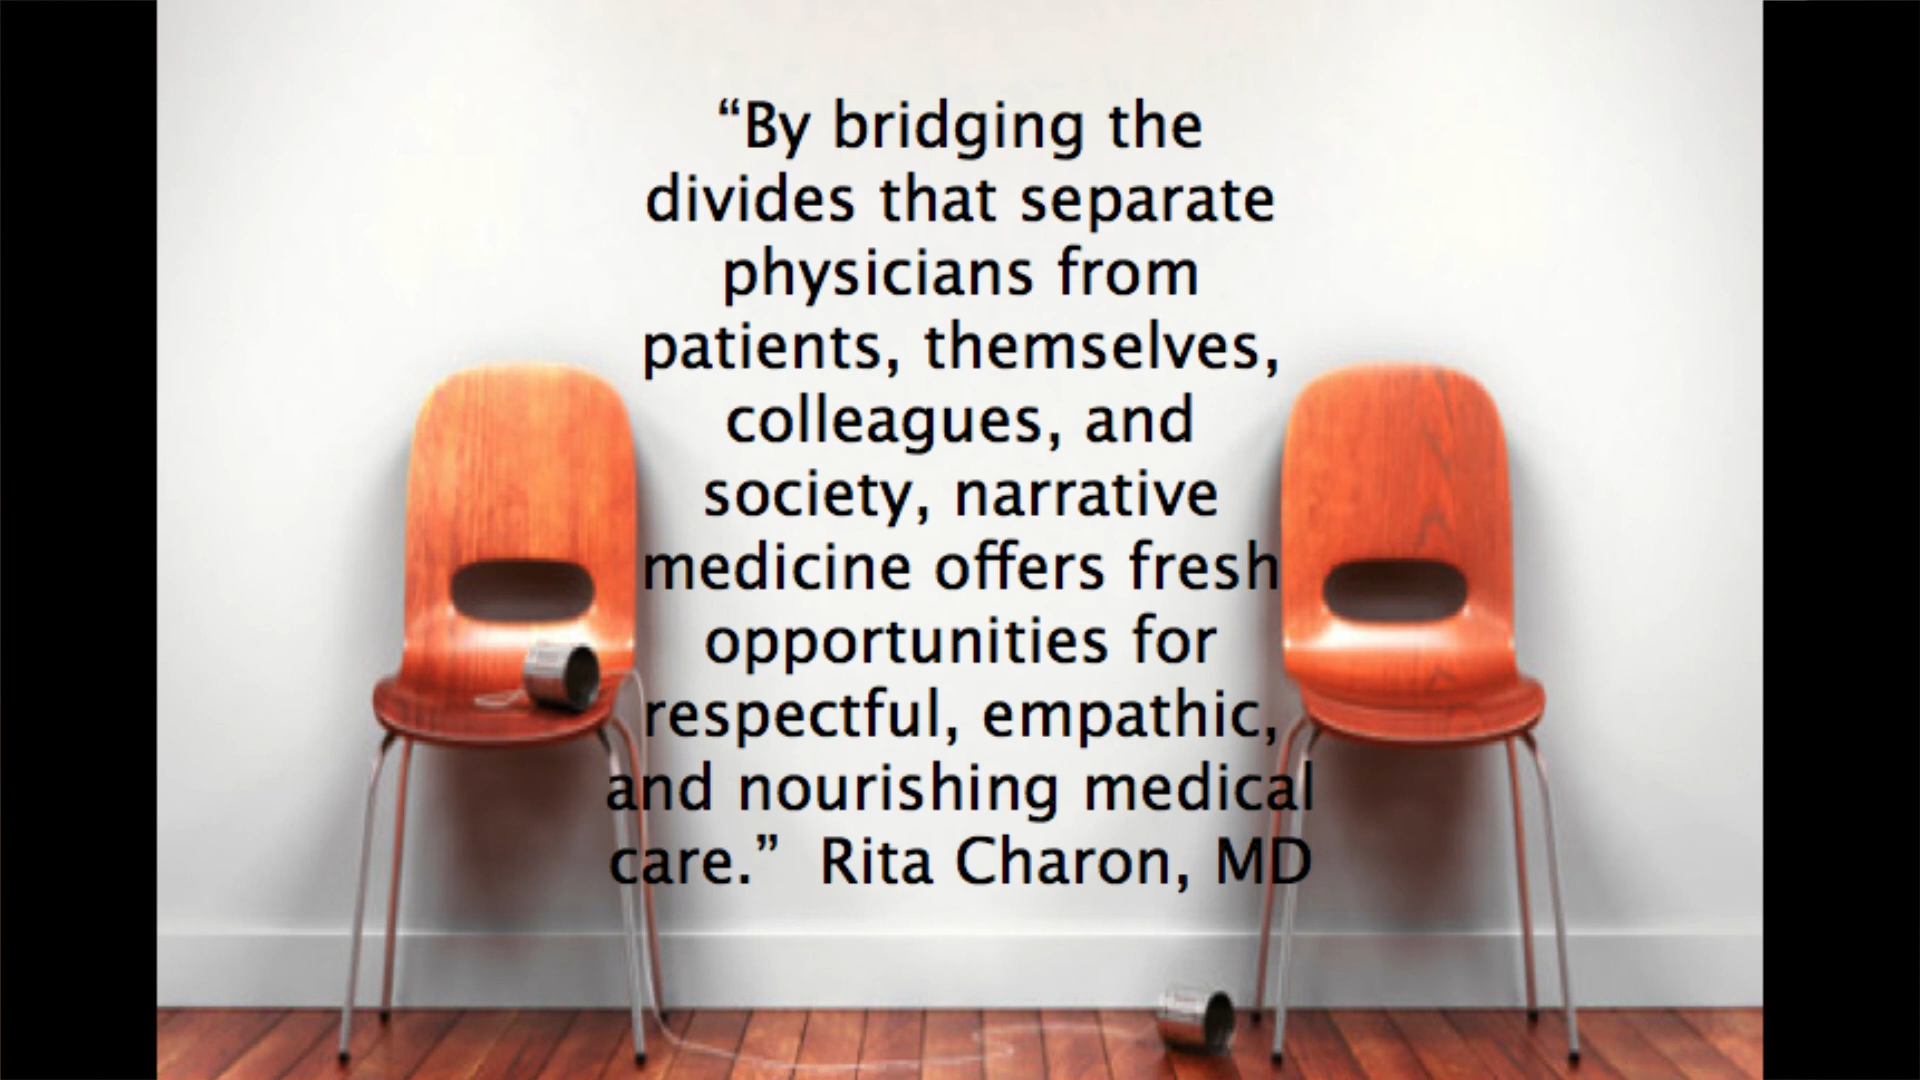 “By bridging the
divides that separate
physicians from
patients, themselves,
colleagues, and
society, narrative
medicine offers fresh
opportunities for
respectful, empathic,
and nourishing medical
care.”  Rita Charon, MD